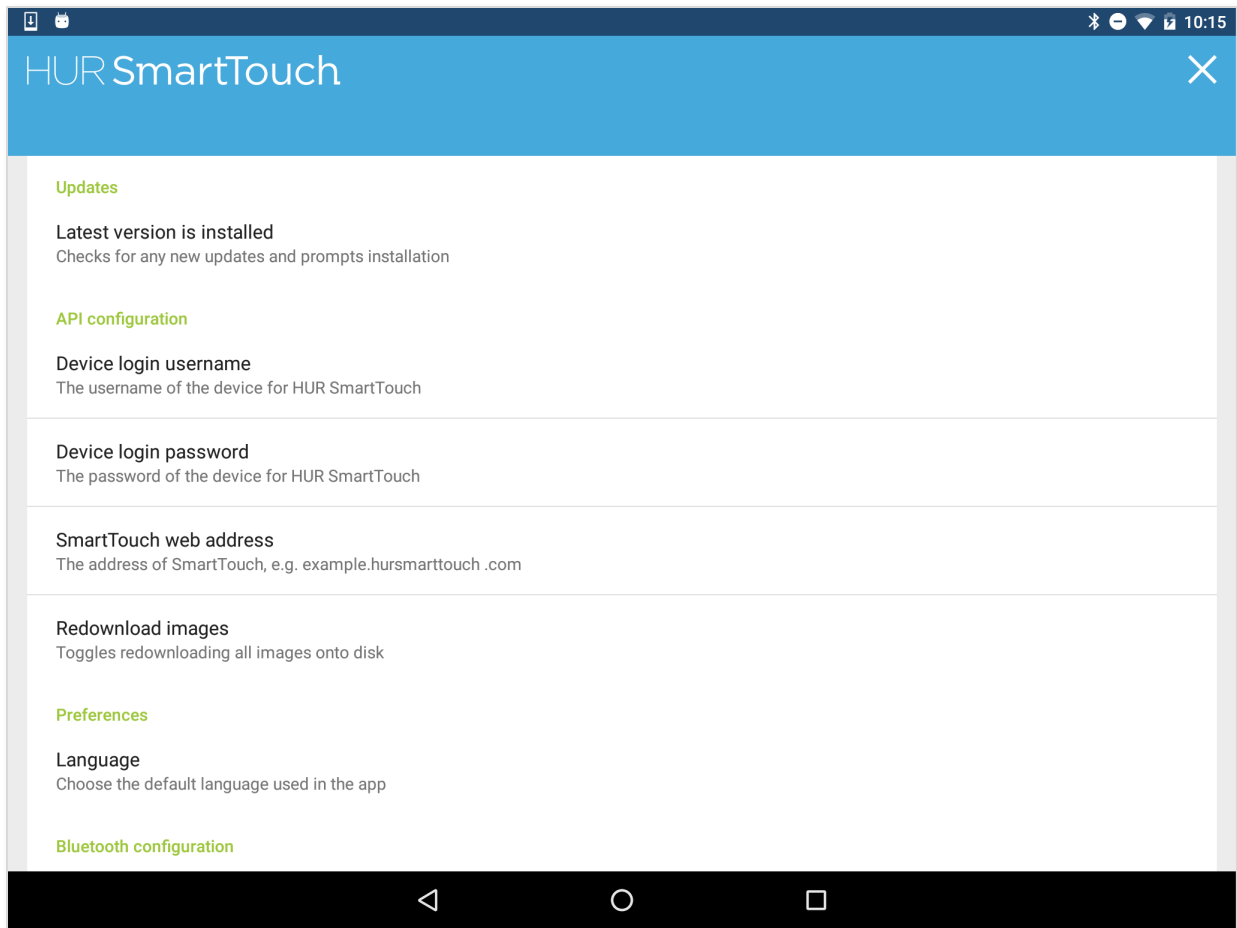 10:15
HUR SmartTouch
Updates
Latest version is installed
Checks for any new updates and prompts installation
API configuration
Device login username
The username of the device for HUR SmartTouch
Device login password
The password of the device for HUR SmartTouch
SmartTouch web address
The address of SmartTouch, e.g. example.hursmarttouch .com
Redownload images
Toggles redownloading all images onto disk
Preferences
Language
Choose the default language used in the app
Bluetooth configuration